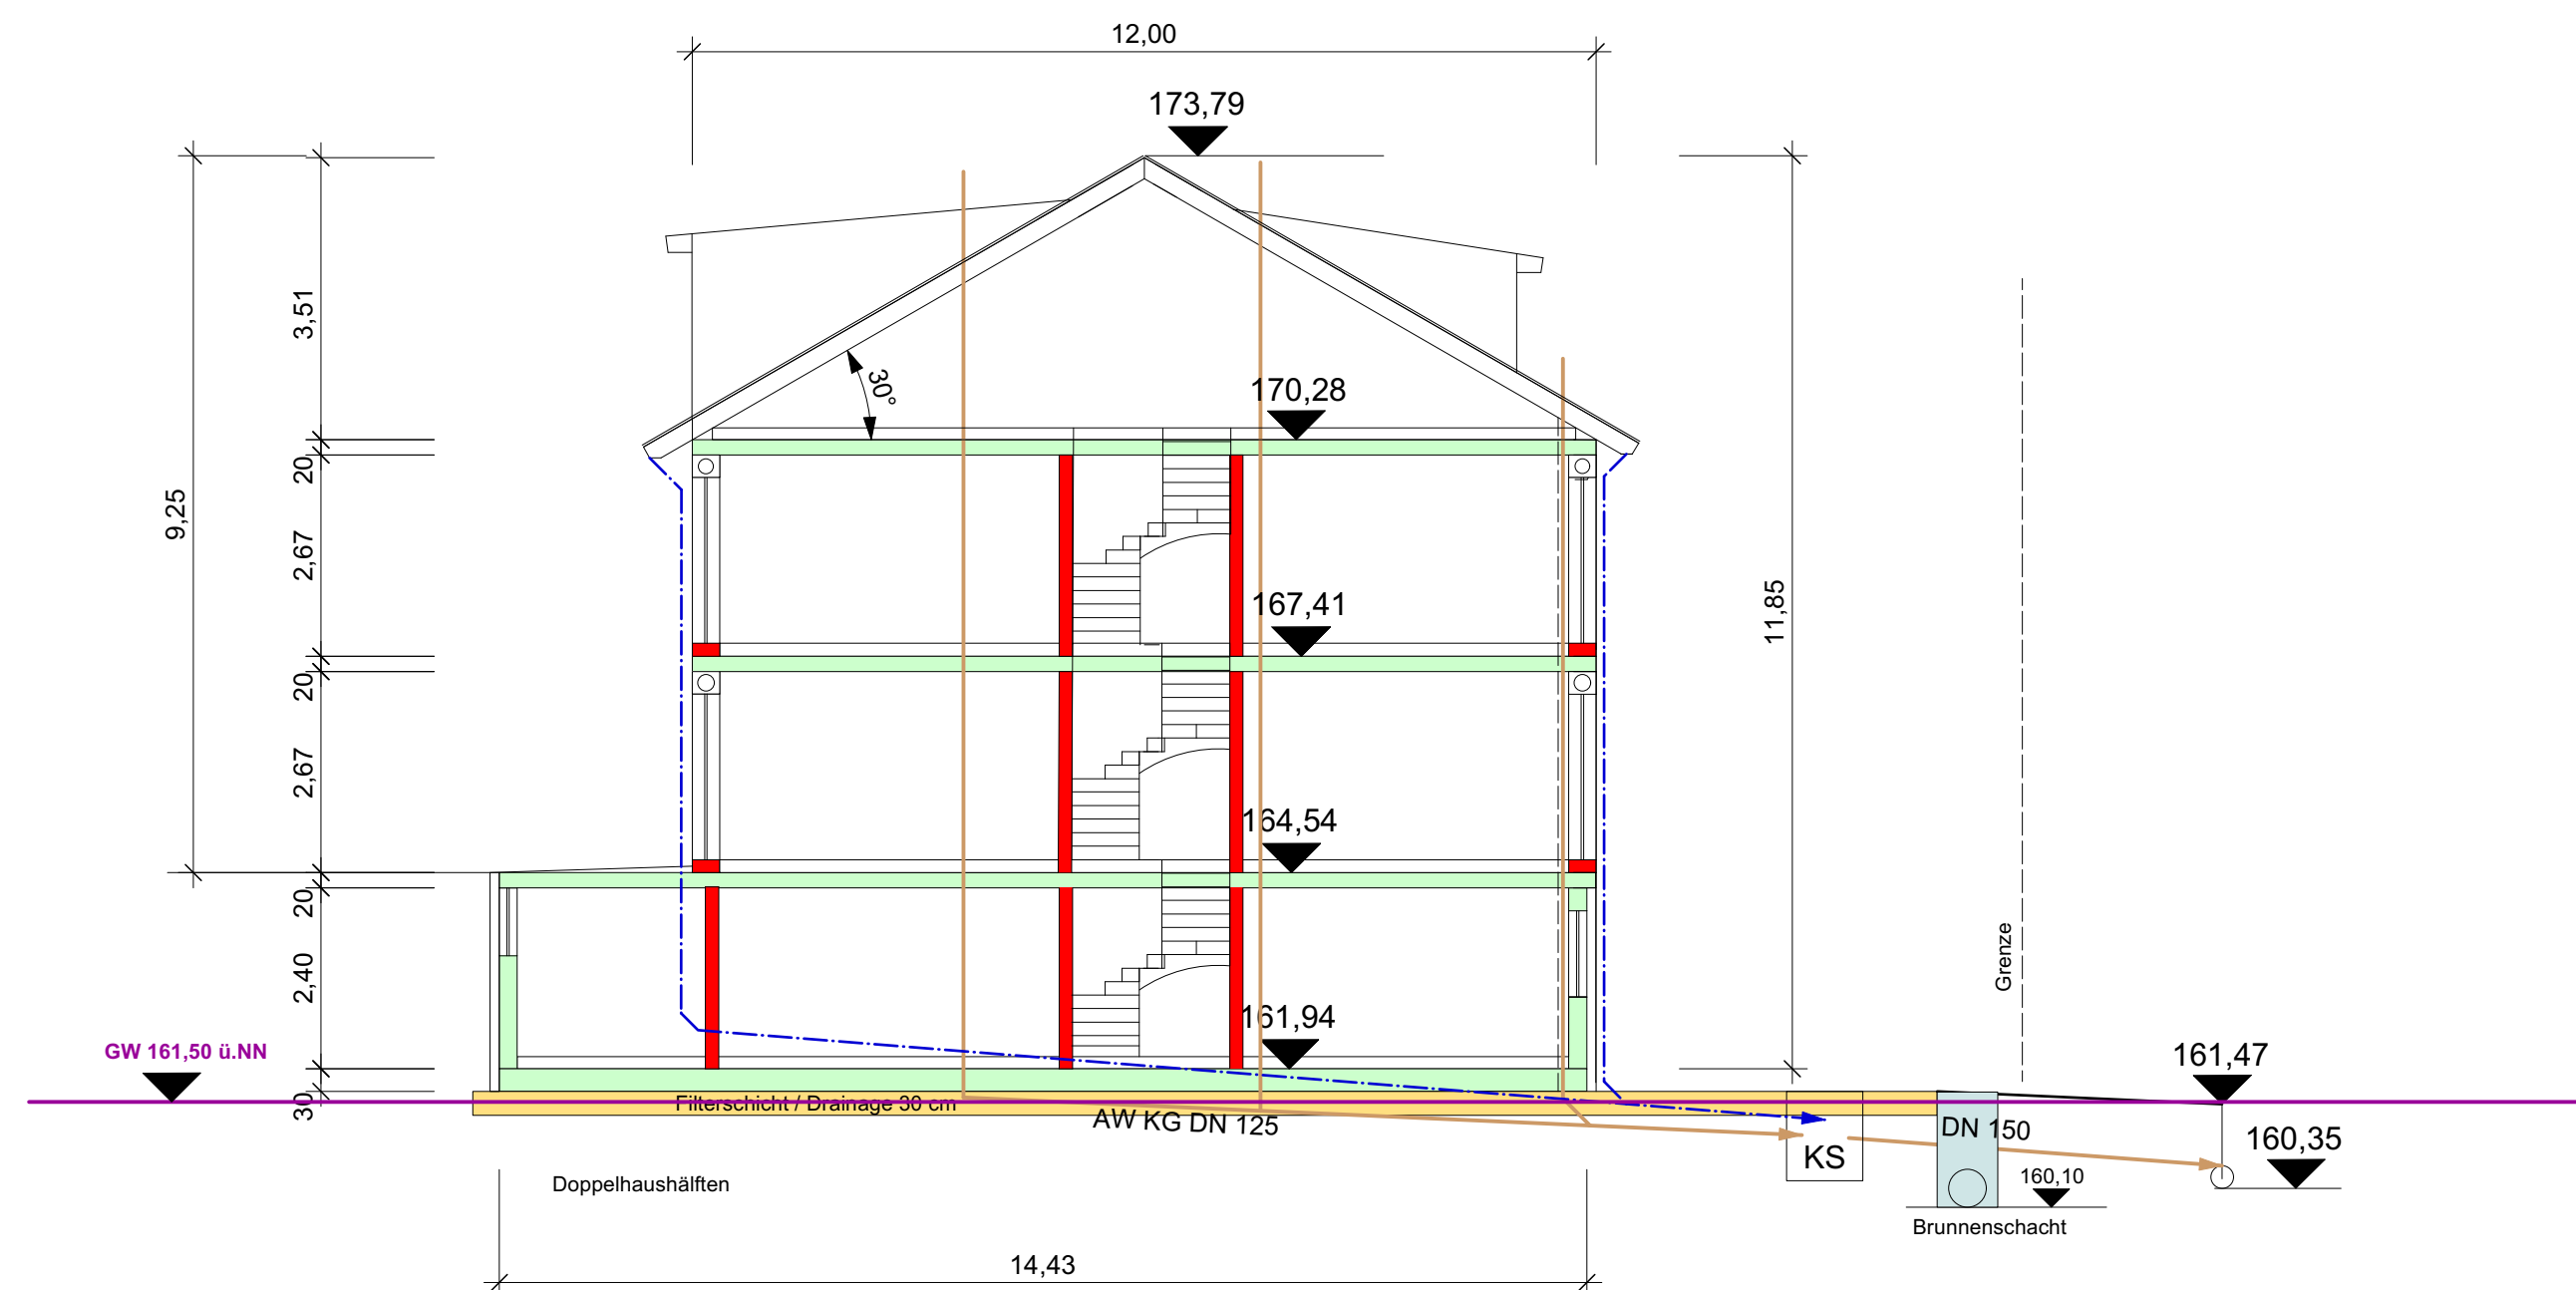 12,00
173,79
3,51
30°
170,28
20
9,25
2,67
167,41
11,85
20
2,67
164,54
20
2,40
Grenze
161,94
GW 161,50 ü.NN
161,47
30
Filterschicht / Drainage 30 cm
AW KG DN 125
DN 150
KS
160,35
160,10
Doppelhaushälften
Brunnenschacht
14,43